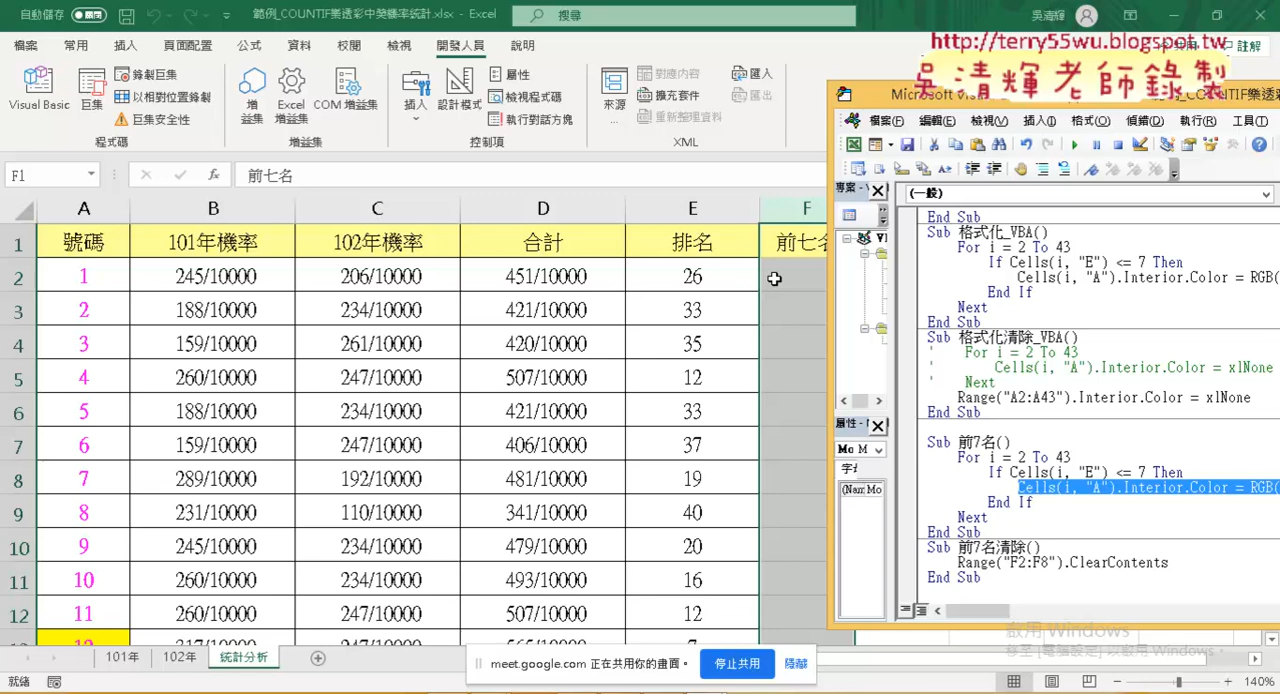 自動儲存
範例_COUNTIF樂透彩中獎機率統計.xlsx - Excel
搜尋
吳清輝
http://terry55wu.blogspot.tw
吳清輝老師錄製
檔案 常用 插入 頁面配置 公式 資料 校閱 檢視 開發人員 說明
註解
Visual Basic
巨集
錄製巨集
以相對位置錄製
巨集安全性
程式碼
增益集
Excel 增益集
COM 增益集
增益集
插入
設計模式
屬性
檢視程式碼
執行對話方塊
控制項
來源
對應內容
擴充套件
重新整理資料
匯入
匯出
XML
F1
fx
前七名
A B C D E F
1 號碼 101年機率 102年機率 合計 排名
2 1 245/10000 206/10000 451/10000 26
3 2 188/10000 234/10000 421/10000 33
4 3 159/10000 261/10000 420/10000 35
5 4 260/10000 247/10000 507/10000 12
6 5 188/10000 234/10000 421/10000 33
7 6 159/10000 247/10000 406/10000 37
8 7 289/10000 192/10000 481/10000 19
9 8 231/10000 110/10000 341/10000 40
10 9 245/10000 234/10000 479/10000 20
11 10 260/10000 234/10000 493/10000 16
12 11 260/10000 247/10000 507/10000 12
101年 102年 統計分析
meet.google.com 正在共用你的畫面。 停止共用 隱藏
就緒
140%
檔案(F) 編輯(E) 檢視(V) 插入(I) 格式(O) 偵錯(D) 執行(R) 工具(T)
(一般)
End Sub
Sub 格式化_VBA()
For i = 2 To 43
If Cells(i, "E") <= 7 Then
Cells(i, "A").Interior.Color = RGB(
End If
Next
End Sub
Sub 格式化清除_VBA()
' For i = 2 To 43
' Cells(i, "A").Interior.Color = xlNone
' Next
Range("A2:A43").Interior.Color = xlNone
End Sub
Sub 前7名()
For i = 2 To 43
If Cells(i, "E") <= 7 Then
Cells(i, "A").Interior.Color = RGB(
End If
Next
End Sub
Sub 前7名清除()
Range("F2:F8").ClearContents
End Sub
啟用 Windows